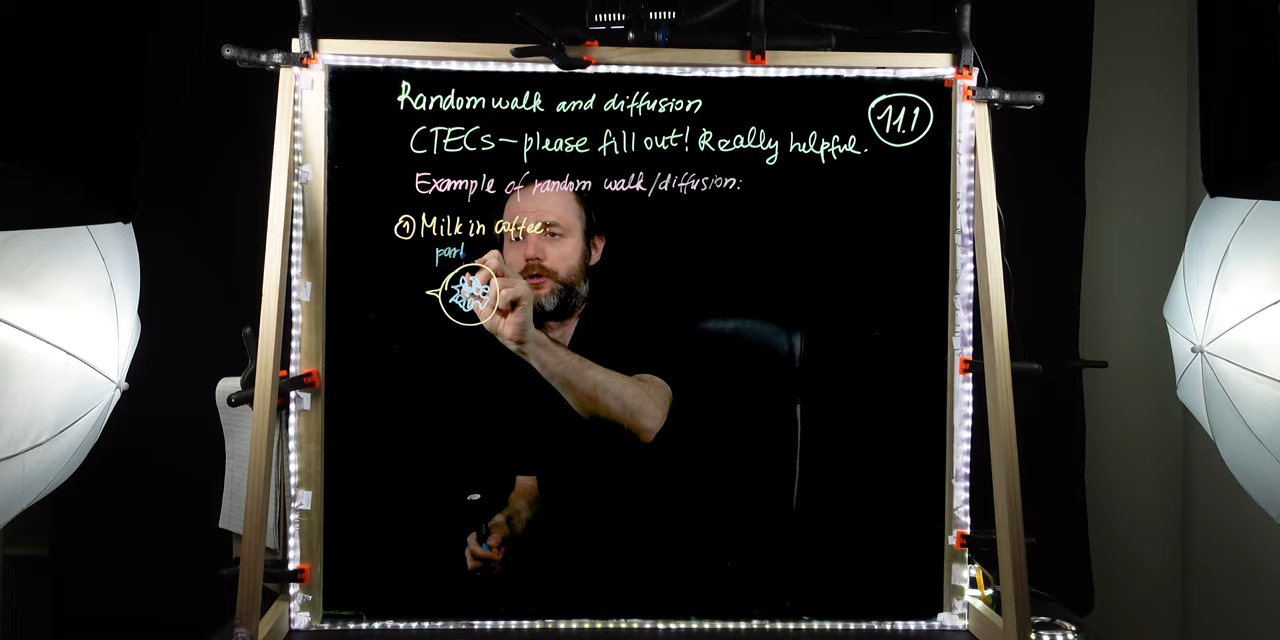 Random walk and diffusion
11.1
CTECs - please fill out! Really helpful.
Example of random walk/diffusion:
① Milk in coffee:
part